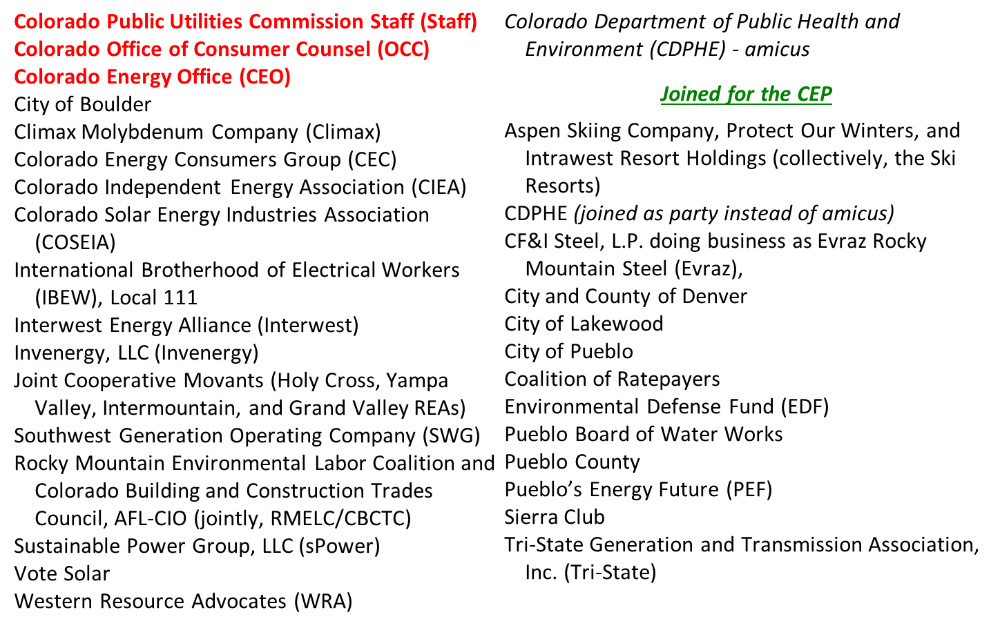 Colorado Public Utilities Commission Staff (Staff)
Colorado Office of Consumer Counsel (OCC)
Colorado Energy Office (CEO)
City of Boulder
Climax Molybdenum Company (Climax)
Colorado Energy Consumers Group (CEC)
Colorado Independent Energy Association (CIEA)
Colorado Solar Energy Industries Association
(COSEIA)
International Brotherhood of Electrical Workers
(IBEW), Local 111
Interwest Energy Alliance (Interwest)
Invenergy, LLC (Invenergy)
Joint Cooperative Movants (Holy Cross, Yampa
Valley, Intermountain, and Grand Valley REAs)
Southwest Generation Operating Company (SWG)
Rocky Mountain Environmental Labor Coalition and
Colorado Building and Construction Trades
Council, AFL-CIO (jointly, RMELC/CBCTC)
Sustainable Power Group, LLC (sPower)
Vote Solar
Western Resource Advocates (WRA)
Colorado Department of Public Health and
Environment (CDPHE) - amicus
Joined for the CEP
Aspen Skiing Company, Protect Our Winters, and
Intrawest Resort Holdings (collectively, the Ski
Resorts)
CDPHE (joined as party instead of amicus)
CF&I Steel, L.P. doing business as Evraz Rocky
Mountain Steel (Evraz),
City and County of Denver
City of Lakewood
City of Pueblo
Coalition of Ratepayers
Environmental Defense Fund (EDF)
Pueblo Board of Water Works
Pueblo County
Pueblo’s Energy Future (PEF)
Sierra Club
Tri-State Generation and Transmission Association,
Inc. (Tri-State)